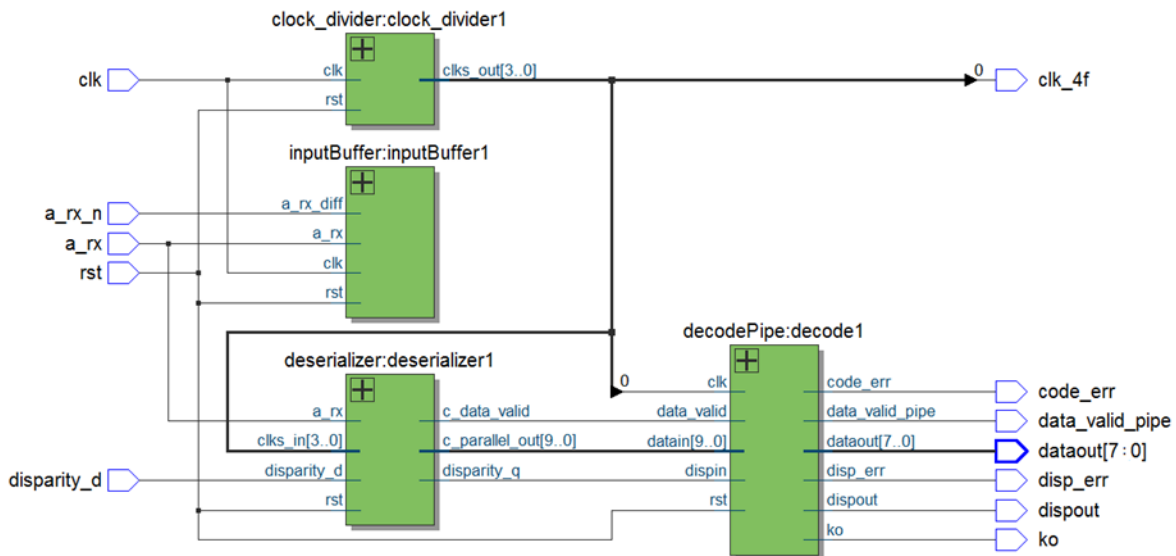 clock_divider:clock_divider1
clk
clk
clks_out[3..0]
0
clk_4f
rst
inputBuffer:inputBuffer1
a_rx_n
a_rx_diff
a_rx
a_rx
clk
rst
rst
decodePipe:decode1
deserializer:deserializer1
0
clk
code_err
code_err
a_rx
c_data_valid
data_valid
data_valid_pipe
data_valid_pipe
clks_in[3..0]
c_parallel_out[9..0]
datain[9..0]
dataout[7..0]
dataout[7:0]
disparity_d
disparity_d
disparity_q
dispin
disp_err
disp_err
rst
rst
dispout
dispout
ko
ko